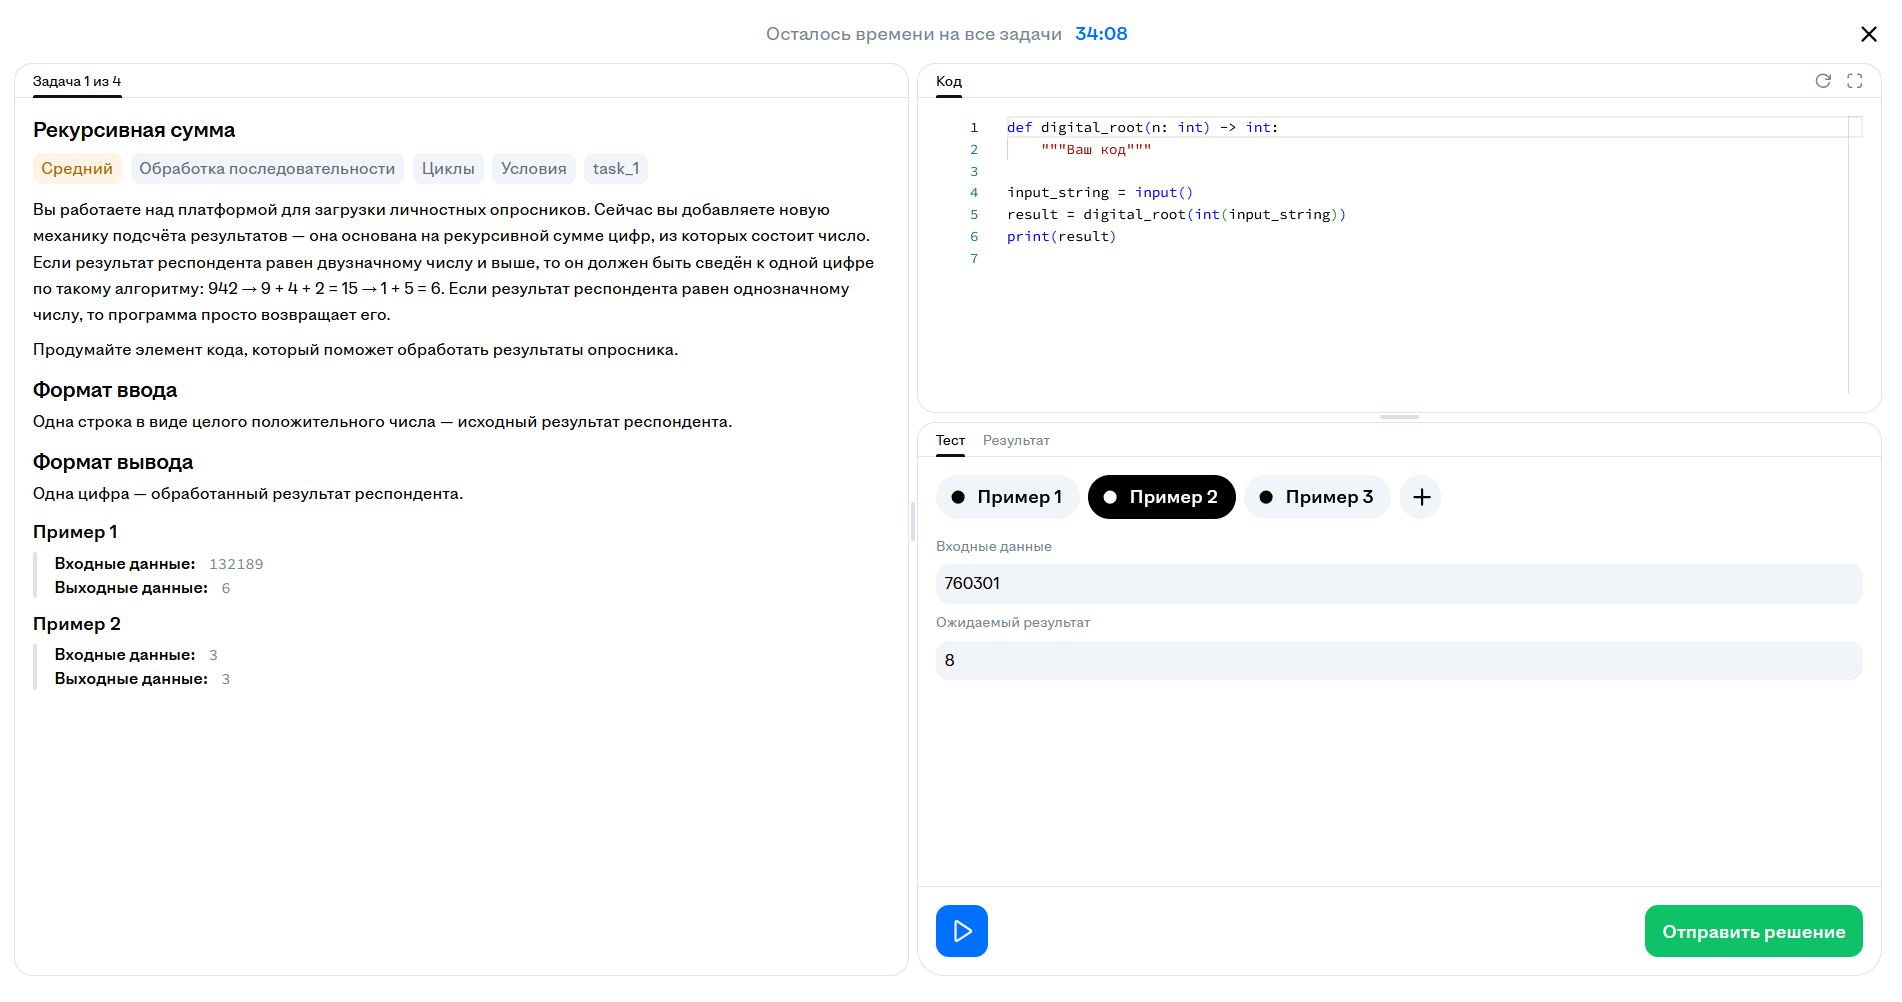 Осталось времени на все задачи 34:08
Задача 1 из 4
Рекурсивная сумма
Средний Обработка последовательности Циклы Условия task_1
Вы работаете над платформой для загрузки личностных опросников. Сейчас вы добавляете новую
механику подсчёта результатов — она основана на рекурсивной сумме цифр, из которых состоит число.
Если результат респондента равен двузначному числу и выше, то он должен быть сведён к одной цифре
по такому алгоритму: 942 → 9 + 4 + 2 = 15 → 1 + 5 = 6. Если результат респондента равен однозначному
числу, то программа просто возвращает его.
Продумайте элемент кода, который поможет обработать результаты опросника.
Формат ввода
Одна строка в виде целого положительного числа — исходный результат респондента.
Формат вывода
Одна цифра — обработанный результат респондента.
Пример 1
Входные данные: 132189
Выходные данные: 6
Пример 2
Входные данные: 3
Выходные данные: 3
Код
1 def digital_root(n: int) -> int:
2 """Ваш код"""
3
4 input_string = input()
5 result = digital_root(int(input_string))
6 print(result)
7
Тест Результат
Пример 1 Пример 2 Пример 3 +
Входные данные
760301
Ожидаемый результат
8
Отправить решение